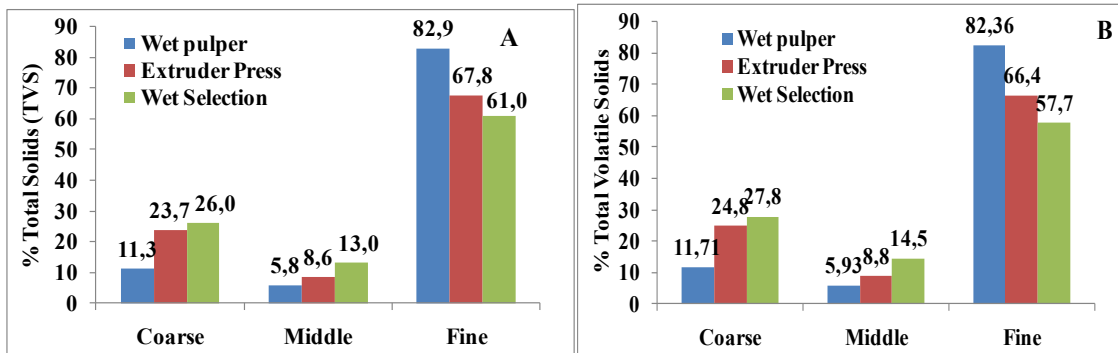 A
% Total Solids (TVS)
90
80
70
60
50
40
30
20
10
0
Wet pulper
Extruder Press
Wet Selection
11,3
23,7
26,0
5,8
8,6
13,0
82,9
67,8
61,0
Coarse
Middle
Fine
B
% Total Volatile Solids
90
80
70
60
50
40
30
20
10
0
Wet pulper
Extruder Press
Wet Selection
11,71
24,8
27,8
5,93
8,8
14,5
82,36
66,4
57,7
Coarse
Middle
Fine